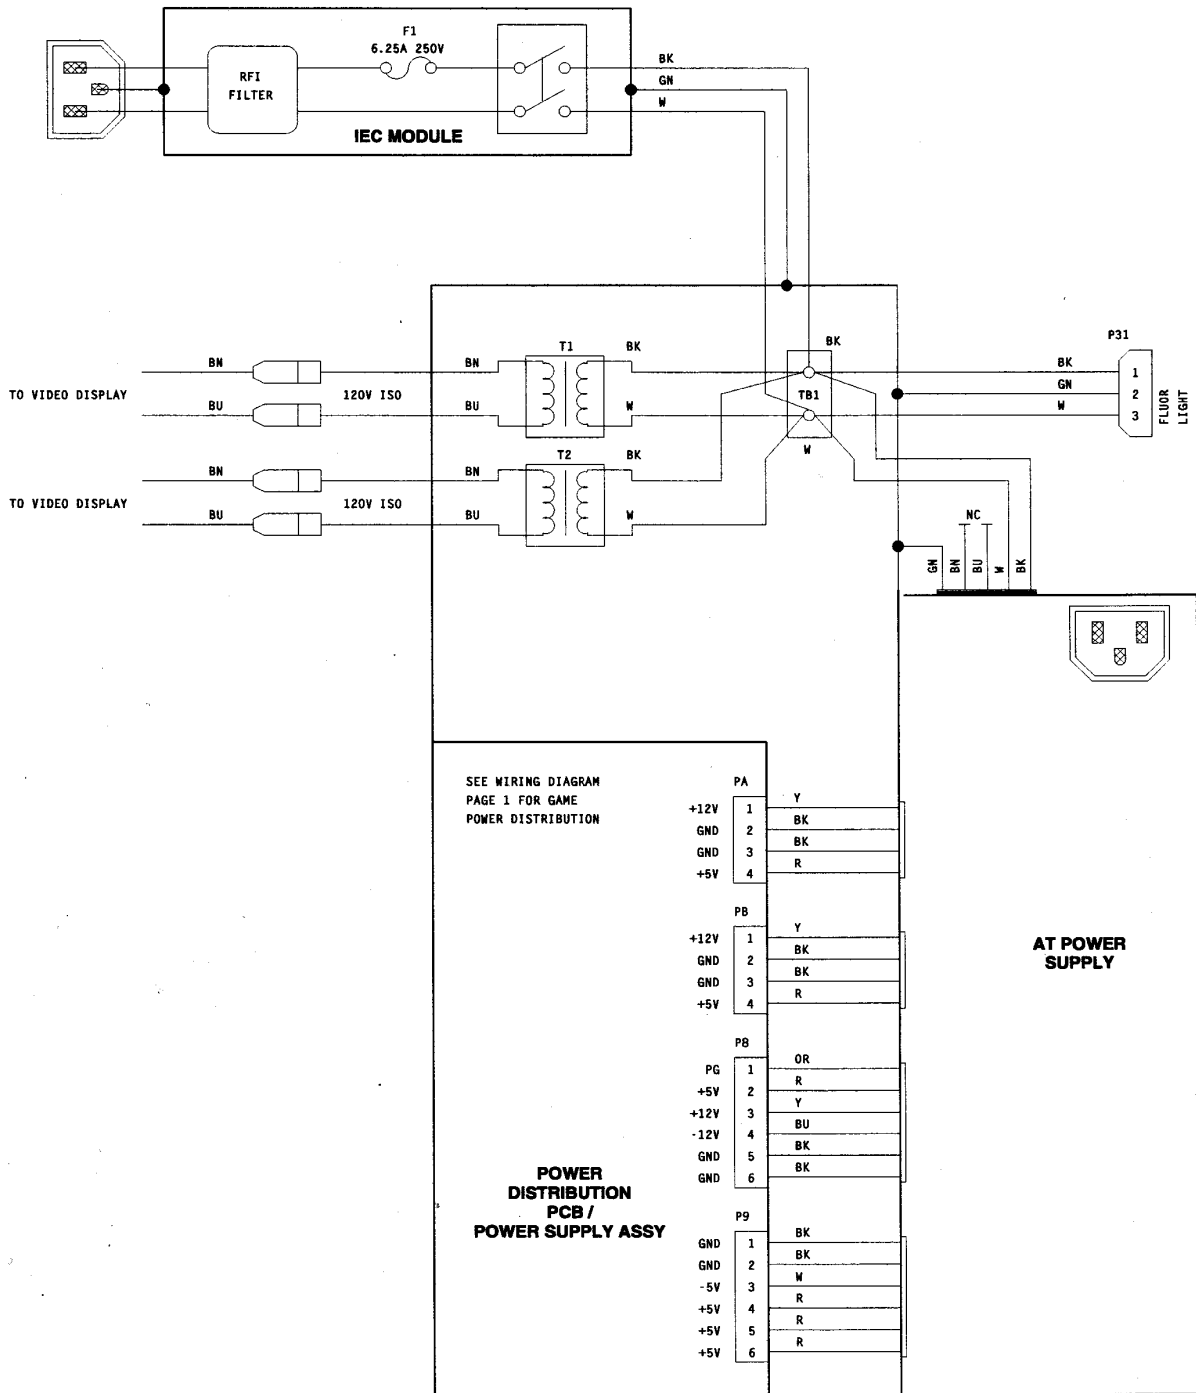 F1
6.25A 250V
RFI
FILTER
IEC MODULE
BK
GN
W
T1
BK
BK
P31
BN
BN
BK
1
TO VIDEO DISPLAY
120V ISO
GN
2
TB1
BU
BU
W
W
3
FLUOR
LIGHT
T2
BK
W
BN
BN
TO VIDEO DISPLAY
120V ISO
BU
BU
W
NC
GN
BN
BU
W
BK
SEE WIRING DIAGRAM
PAGE 1 FOR GAME
POWER DISTRIBUTION
PA
+12V 1 Y
GND 2 BK
GND 3 BK
+5V 4 R
PB
+12V 1 Y
GND 2 BK
GND 3 BK
+5V 4 R
AT POWER
SUPPLY
P8
PG 1 OR
+5V 2 R
+12V 3 Y
-12V 4 BU
GND 5 BK
GND 6 BK
POWER
DISTRIBUTION
PCB /
POWER SUPPLY ASSY
P9
GND 1 BK
GND 2 BK
-5V 3 W
+5V 4 R
+5V 5 R
+5V 6 R